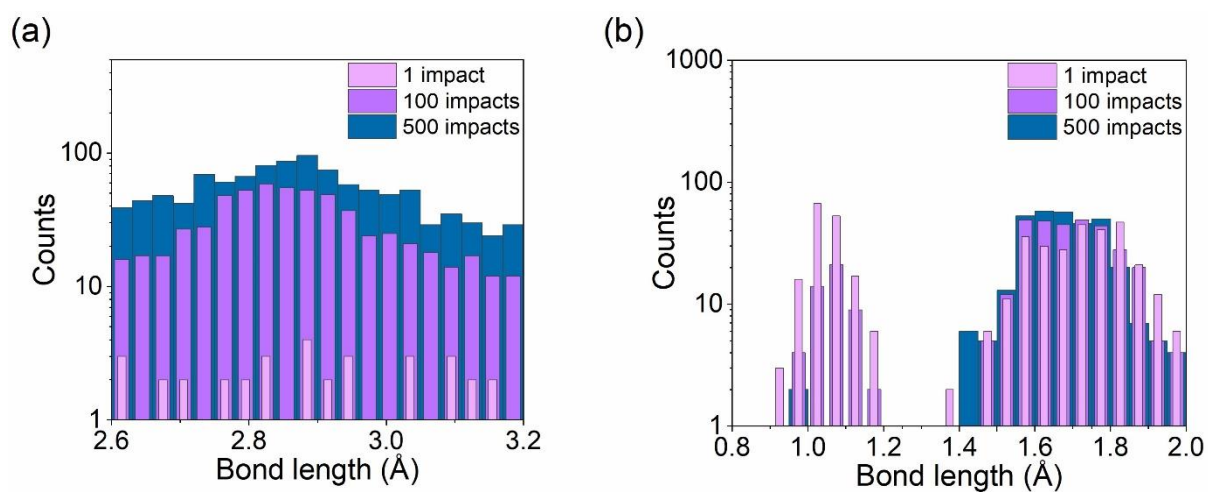 (a)
Counts
100
10
1
1 impact
100 impacts
500 impacts
2.6 2.8 3.0 3.2
Bond length (Å)
(b)
Counts
1000
100
10
1
1 impact
100 impacts
500 impacts
0.8 1.0 1.2 1.4 1.6 1.8 2.0
Bond length (Å)